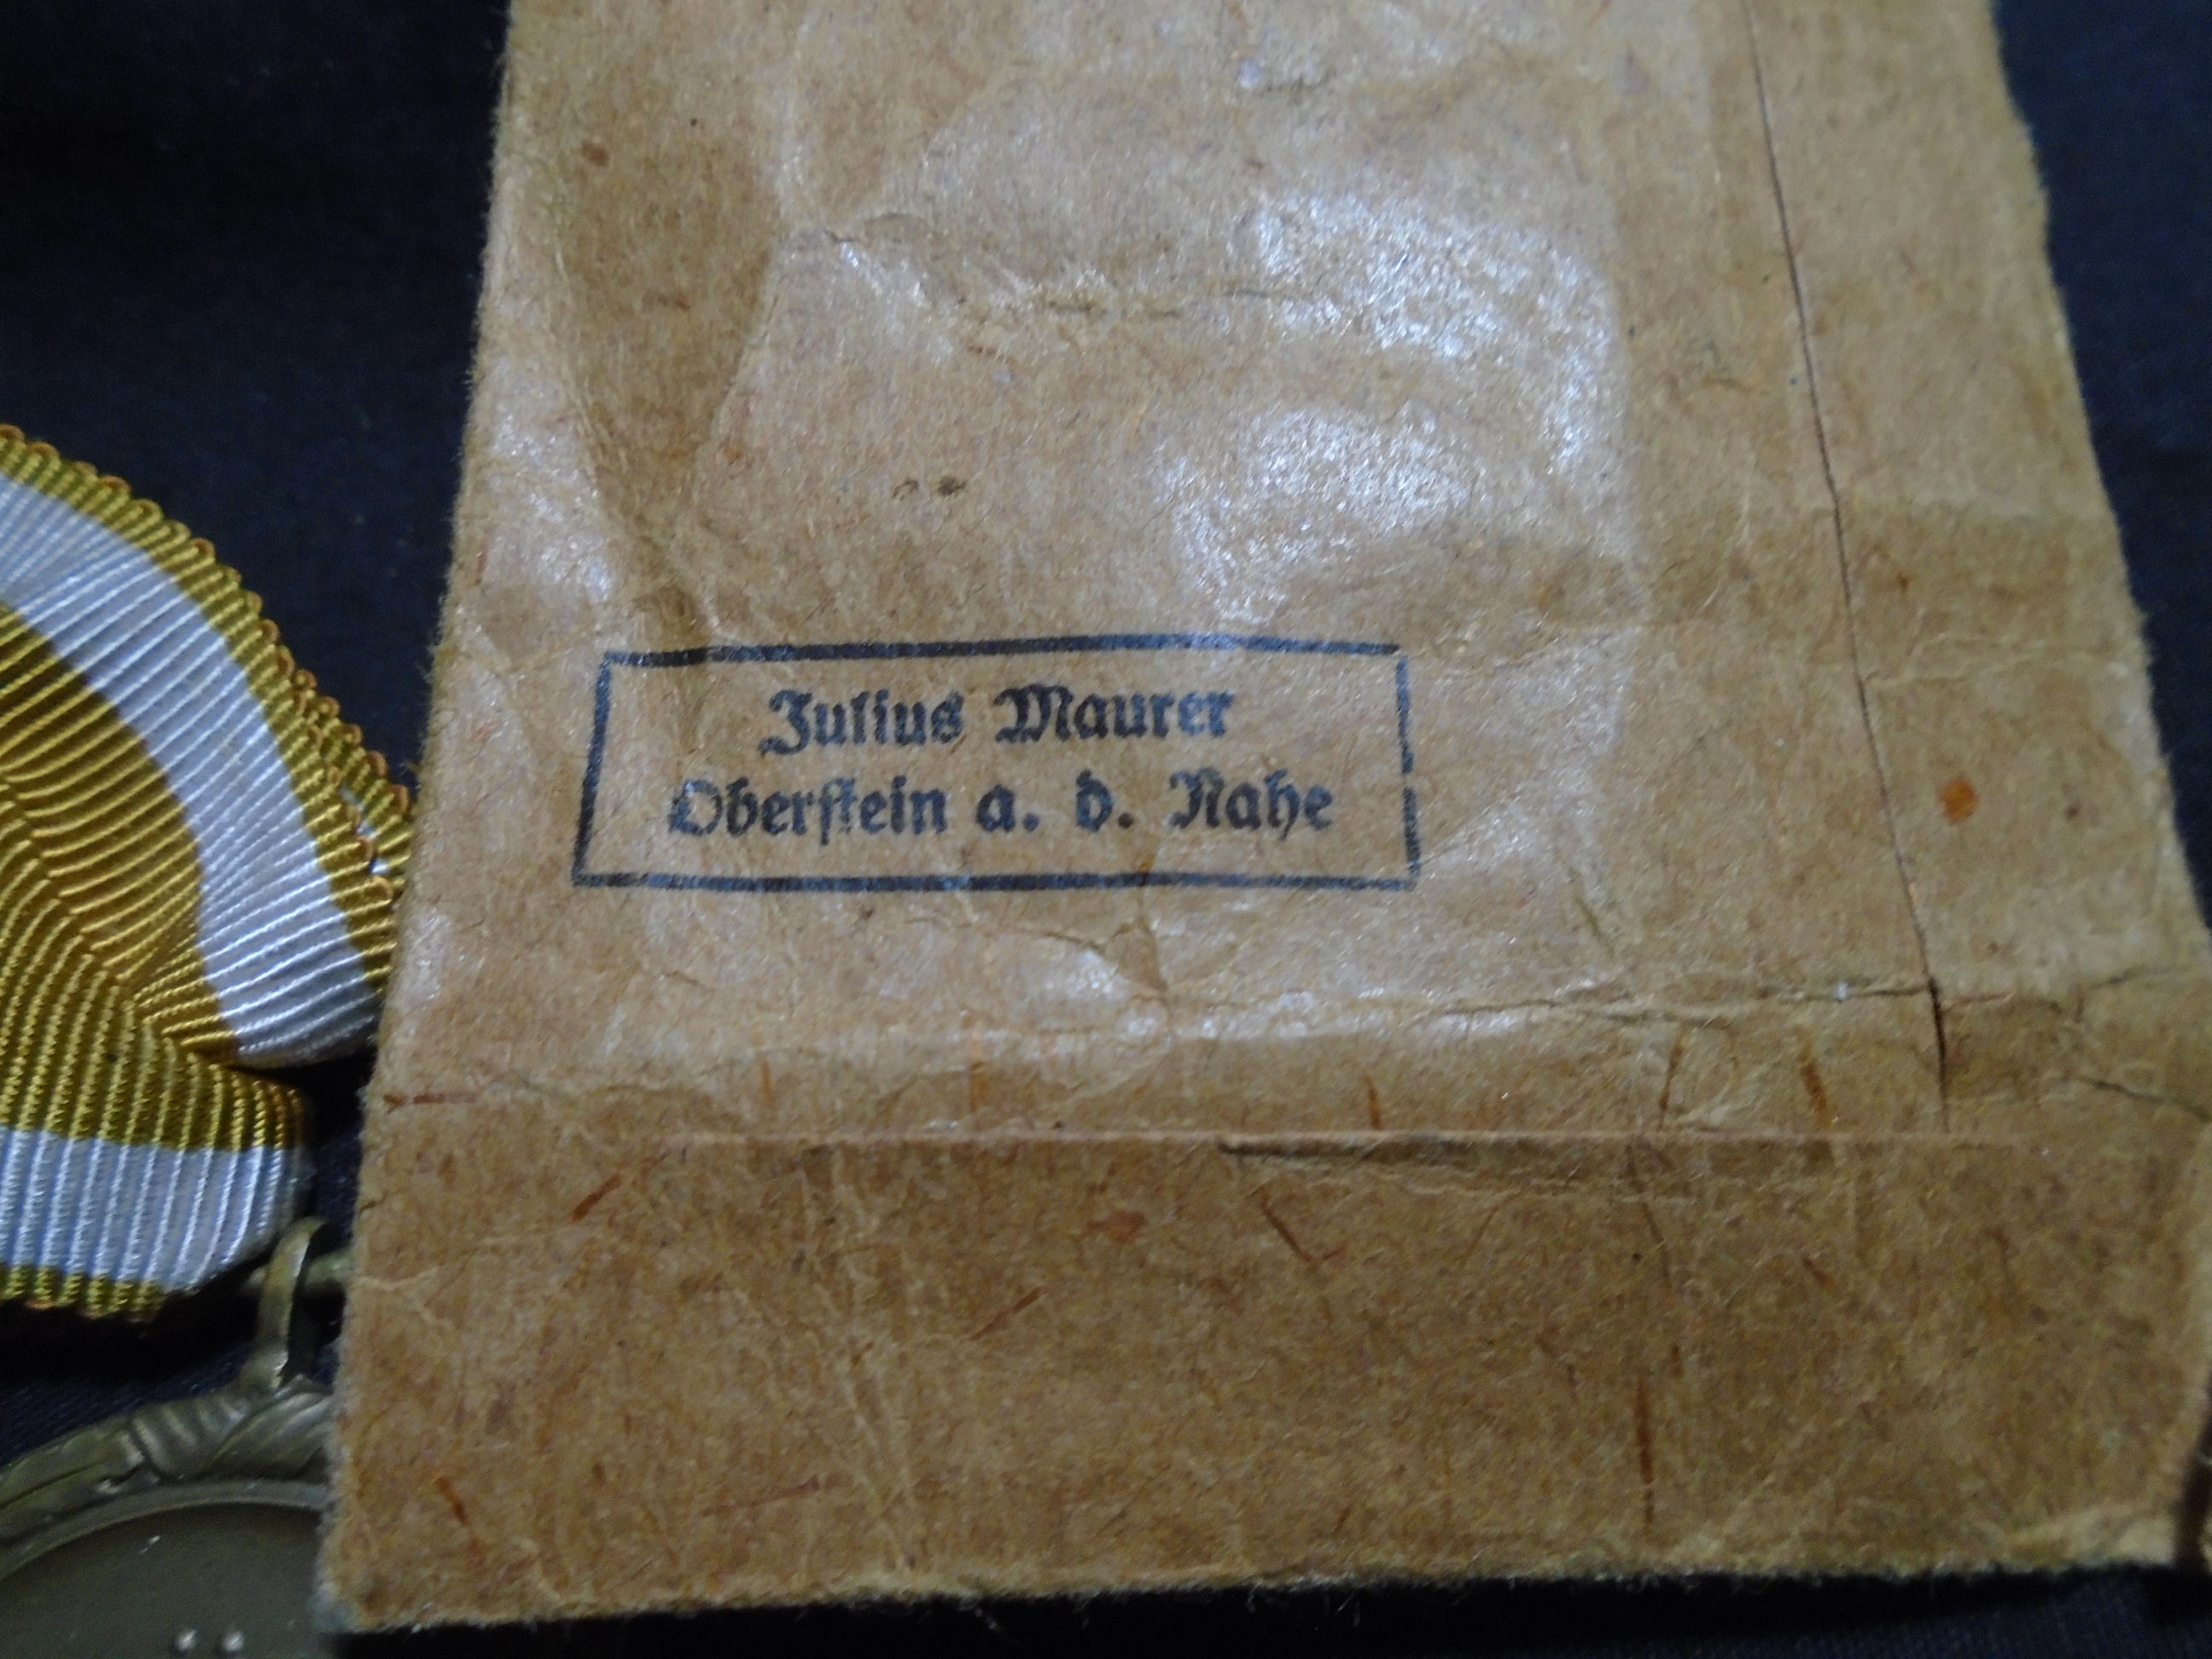 Julius Maurer
Oberstein a. d. Nahe